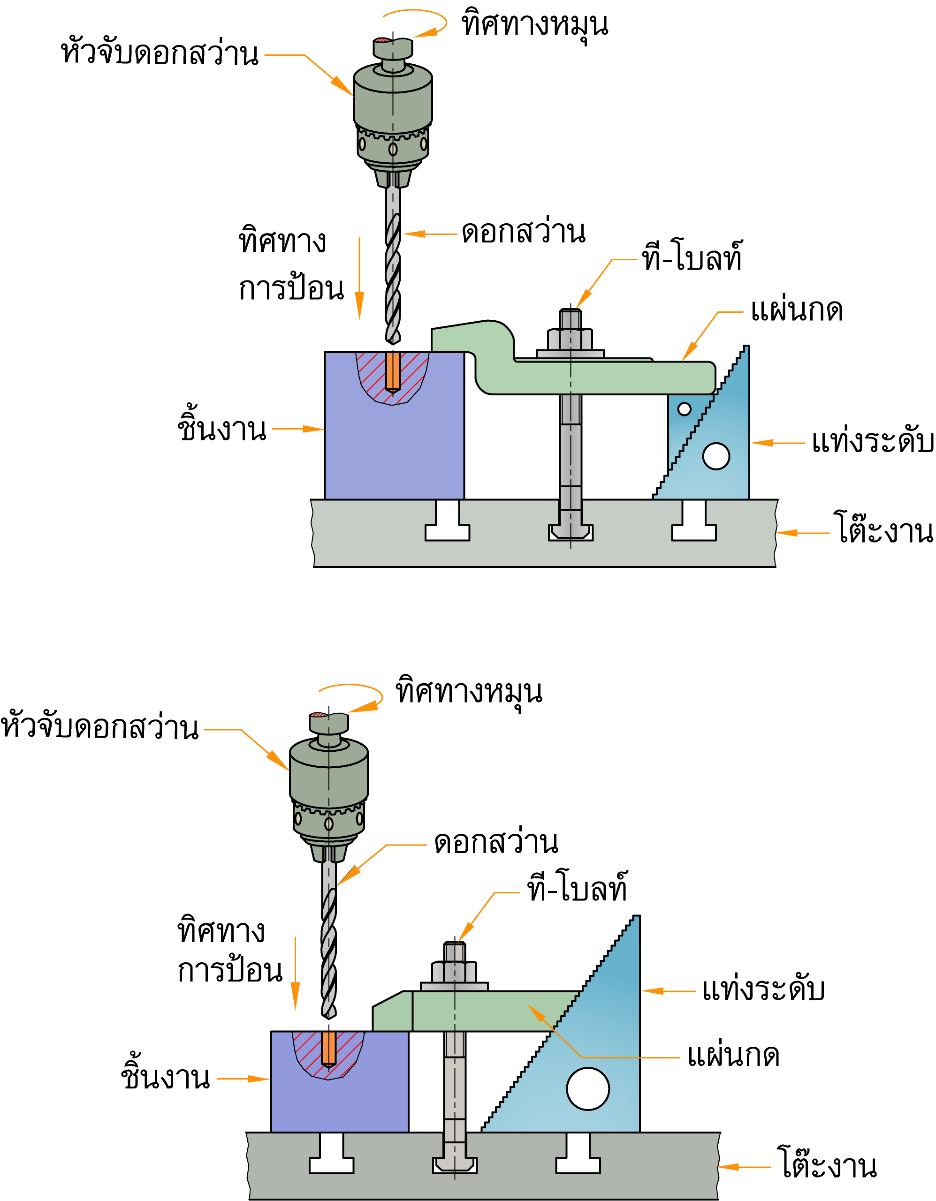 ทิศทางหมุน
หัวจับดอกสว่าน
ดอกสว่าน
ทิศทาง
การป้อน
ที-โบลท์
แผ่นกด
ชิ้นงาน
แท่งระดับ
โต๊ะงาน
ทิศทางหมุน
หัวจับดอกสว่าน
ดอกสว่าน
ที-โบลท์
ทิศทาง
การป้อน
แท่งระดับ
แผ่นกด
ชิ้นงาน
โต๊ะงาน